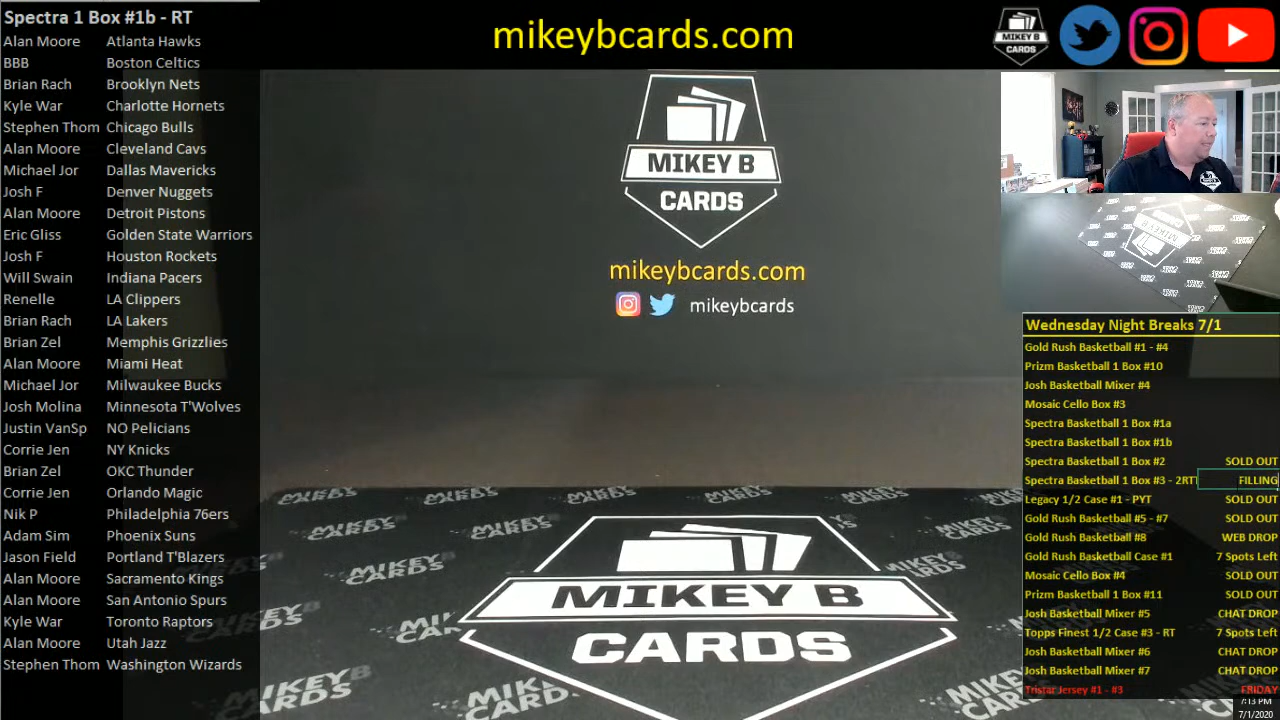 Spectra 1 Box #1b - RT
Alan Moore Atlanta Hawks
BBB Boston Celtics
Brian Rach Brooklyn Nets
Kyle War Charlotte Hornets
Stephen Thom Chicago Bulls
Alan Moore Cleveland Cavs
Michael Jor Dallas Mavericks
Josh F Denver Nuggets
Alan Moore Detroit Pistons
Eric Gliss Golden State Warriors
Josh F Houston Rockets
Will Swain Indiana Pacers
Renelle LA Clippers
Brian Rach LA Lakers
Brian Zel Memphis Grizzlies
Alan Moore Miami Heat
Michael Jor Milwaukee Bucks
Josh Molina Minnesota T'Wolves
Justin VanSp NO Pelicians
Corrie Jen NY Knicks
Brian Zel OKC Thunder
Corrie Jen Orlando Magic
Nik P Philadelphia 76ers
Adam Sim Phoenix Suns
Jason Field Portland T'Blazers
Alan Moore Sacramento Kings
Alan Moore San Antonio Spurs
Kyle War Toronto Raptors
Alan Moore Utah Jazz
Stephen Thom Washington Wizards
mikeybcards.com
MIKEY B
CARDS
MIKEY B
CARDS
mikeybcards.com
mikeybcards
MIKEY B
CARDS
Wednesday Night Breaks 7/1
Gold Rush Basketball #1 - #4
Prizm Basketball 1 Box #10
Josh Basketball Mixer #4
Mosaic Cello Box #3
Spectra Basketball 1 Box #1a
Spectra Basketball 1 Box #1b
Spectra Basketball 1 Box #2 SOLD OUT
Spectra Basketball 1 Box #3 - 2RT FILLING
Legacy 1/2 Case #1 - PYT SOLD OUT
Gold Rush Basketball #5 - #7 SOLD OUT
Gold Rush Basketball #8 WEB DROP
Gold Rush Basketball Case #1 7 Spots Left
Mosaic Cello Box #4 SOLD OUT
Prizm Basketball 1 Box #11 SOLD OUT
Josh Basketball Mixer #5 CHAT DROP
Topps Finest 1/2 Case #3 - RT 7 Spots Left
Josh Basketball Mixer #6 CHAT DROP
Josh Basketball Mixer #7 CHAT DROP
Tristar Jersey #1 - #3 FRIDAY
7:13 PM
7/1/2020